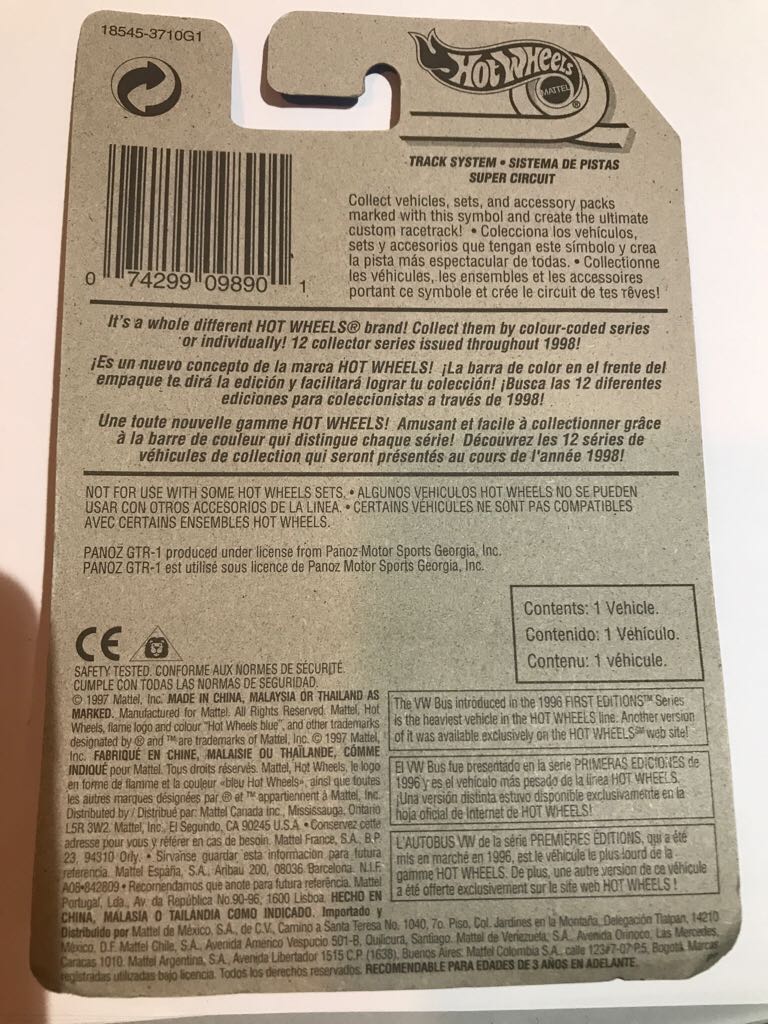 18545-3710G1
HOT WHEELS
MATTEL
®
TRACK SYSTEM • SISTEMA DE PISTAS
SUPER CIRCUIT
Collect vehicles, sets, and accessory packs
marked with this symbol and create the ultimate
custom racetrack! • Colecciona los vehículos,
sets y accesorios que tengan este símbolo y crea
la pista más espectacular de todas. • Collectionne
les véhicules, les ensembles et les accessoires
portant ce symbole et crée le circuit de tes rêves!
0 74299 09890 1
It's a whole different HOT WHEELS® brand! Collect them by colour-coded series
or individually! 12 collector series issued throughout 1998!
¡Es un nuevo concepto de la marca HOT WHEELS! ¡La barra de color en el frente del
empaque te dirá la edición y facilitará lograr tu colección! ¡Busca las 12 diferentes
ediciones para coleccionistas a través de 1998!
Une toute nouvelle gamme HOT WHEELS! Amusant et facile à collectionner grâce
à la barre de couleur qui distingue chaque série! Découvrez les 12 séries de
véhicules de collection qui seront présentés au cours de l'année 1998!
NOT FOR USE WITH SOME HOT WHEELS SETS. • ALGUNOS VEHICULOS HOT WHEELS NO SE PUEDEN
USAR CON OTROS ACCESORIOS DE LA LINEA. • CERTAINS VÉHICULES NE SONT PAS COMPATIBLES
AVEC CERTAINS ENSEMBLES HOT WHEELS.
PANOZ GTR-1 produced under license from Panoz Motor Sports Georgia, Inc.
PANOZ GTR-1 est utilisé sous licence de Panoz Motor Sports Georgia, Inc.
Contents: 1 Vehicle.
Contenido: 1 Vehículo.
Contenu: 1 véhicule.
CE
SAFETY TESTED. CONFORME AUX NORMES DE SÉCURITÉ.
CUMPLE CON TODAS LAS NORMAS DE SEGURIDAD.
© 1997 Mattel, Inc. MADE IN CHINA, MALAYSIA OR THAILAND AS
MARKED. Manufactured for Mattel. All Rights Reserved. Mattel, Hot
Wheels, flame logo and colour "Hot Wheels blue", and other trademarks
designated by ® and ™ are trademarks of Mattel, Inc. © 1997 Mattel,
Inc. FABRIQUÉ EN CHINE, MALAISIE OU THAÏLANDE, COMME
INDIQUÉ pour Mattel. Tous droits réservés. Mattel, Hot Wheels, le logo
en forme de flamme et la couleur «bleu Hot Wheels», ainsi que toutes
les autres marques désignées par ® et ™ appartiennent à Mattel, Inc.
Distributed by / Distribué par: Mattel Canada Inc., Mississauga, Ontario
L5R 3W2. Mattel, Inc., El Segundo, CA 90245 U.S.A. • Conservez cette
adresse pour vous y référer en cas de besoin. Mattel France, S.A., B.P.
23, 94310 Orly. • Sírvanse guardar esta información para futura
referencia. Mattel España, S.A., Aribau 200, 08036 Barcelona. N.I.F.
A08-842809 • Recomendamos que anote para futura referência. Mattel
Portugal, Lda., Av. da República No.90-96, 1600 Lisboa. HECHO EN
CHINA, MALASIA O TAILANDIA COMO INDICADO. Importado y
Distribuido por Mattel de México, S.A., de C.V., Camino a Santa Teresa No. 1040, 7o. Piso, Col. Jardines en la Montaña, Delegación Tlalpan, 14210
México, D.F. Mattel Chile, S.A., Avenida Américo Vespucio 501-B, Quilicura, Santiago. Mattel de Venezuela, S.A., Avenida Orinoco, Las Mercedes,
Caracas 1010. Mattel Argentina, S.A., Avenida Libertador 1515 C.P. (1638), Buenos Aires. Mattel Colombia S.A., calle 123#7-07 P.5, Bogotá. Marcas
registradas utilizadas bajo licencia. Todos los derechos reservados. RECOMENDABLE PARA EDADES DE 3 AÑOS EN ADELANTE.
The VW Bus introduced in the 1996 FIRST EDITIONS™ Series
is the heaviest vehicle in the HOT WHEELS line. Another version
of it was available exclusively on the HOT WHEELS℠ web site!
El VW Bus fue presentado en la serie PRIMERAS EDICIONES de
1996 y es el vehículo más pesado de la línea HOT WHEELS.
¡Una versión distinta estuvo disponible exclusivamente en la
hoja oficial de Internet de HOT WHEELS!
L'AUTOBUS VW de la série PREMIÈRES ÉDITIONS, qui a été
mis en marché en 1996, est le véhicule le plus lourd de la
gamme HOT WHEELS. De plus, une autre version de ce véhicule
a été offerte exclusivement sur le site web HOT WHEELS !